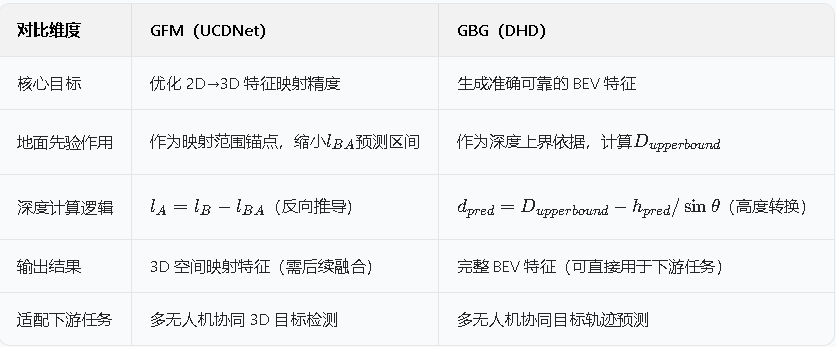 对比维度 GFM（UCDNet） GBG（DHD）
核心目标 优化 2D→3D 特征映射精度 生成准确可靠的 BEV 特征
地面先验作用 作为映射范围锚点，缩小l_{BA}预测区间 作为深度上界依据，计算D_{upperbound}
深度计算逻辑 l_A = l_B − l_{BA}（反向推导） d_{pred} = D_{upperbound} − h_{pred}/ sin θ（高度转换）
输出结果 3D 空间映射特征（需后续融合） 完整 BEV 特征（可直接用于下游任务）
适配下游任务 多无人机协同 3D 目标检测 多无人机协同目标轨迹预测